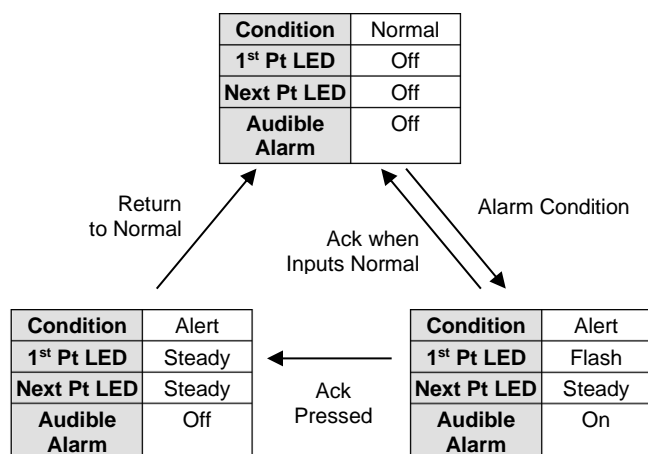 Condition Normal
1st Pt LED Off
Next Pt LED Off
Audible Off
Alarm
Return
to Normal
Ack when
Inputs Normal
Alarm Condition
Condition Alert
1st Pt LED Steady
Next Pt LED Steady
Audible Off
Alarm
Ack
Pressed
Condition Alert
1st Pt LED Flash
Next Pt LED Steady
Audible On
Alarm